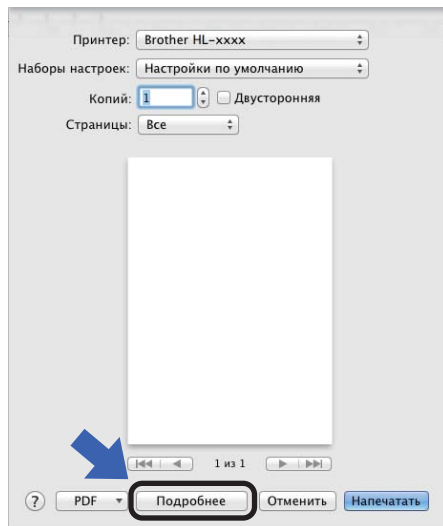 Принтер: Brother HL-xxxx
Наборы настроек: Настройки по умолчанию
Копий: 1 Двусторонняя
Страницы: Все
1 из 1
? PDF Подробнее Отменить Напечатать